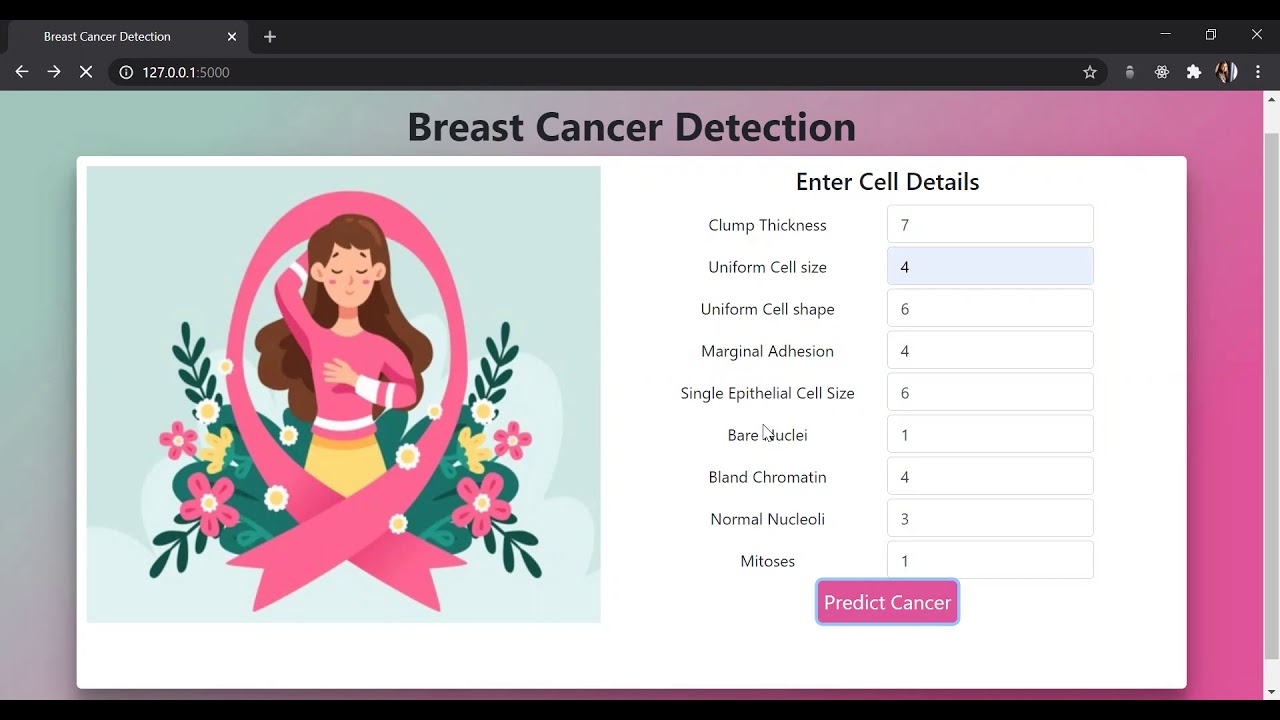 Breast Cancer Detection
127.0.0.1:5000
Breast Cancer Detection
Enter Cell Details
Clump Thickness 7
Uniform Cell size 4
Uniform Cell shape 6
Marginal Adhesion 4
Single Epithelial Cell Size 6
Bare Nuclei 1
Bland Chromatin 4
Normal Nucleoli 3
Mitoses 1
Predict Cancer